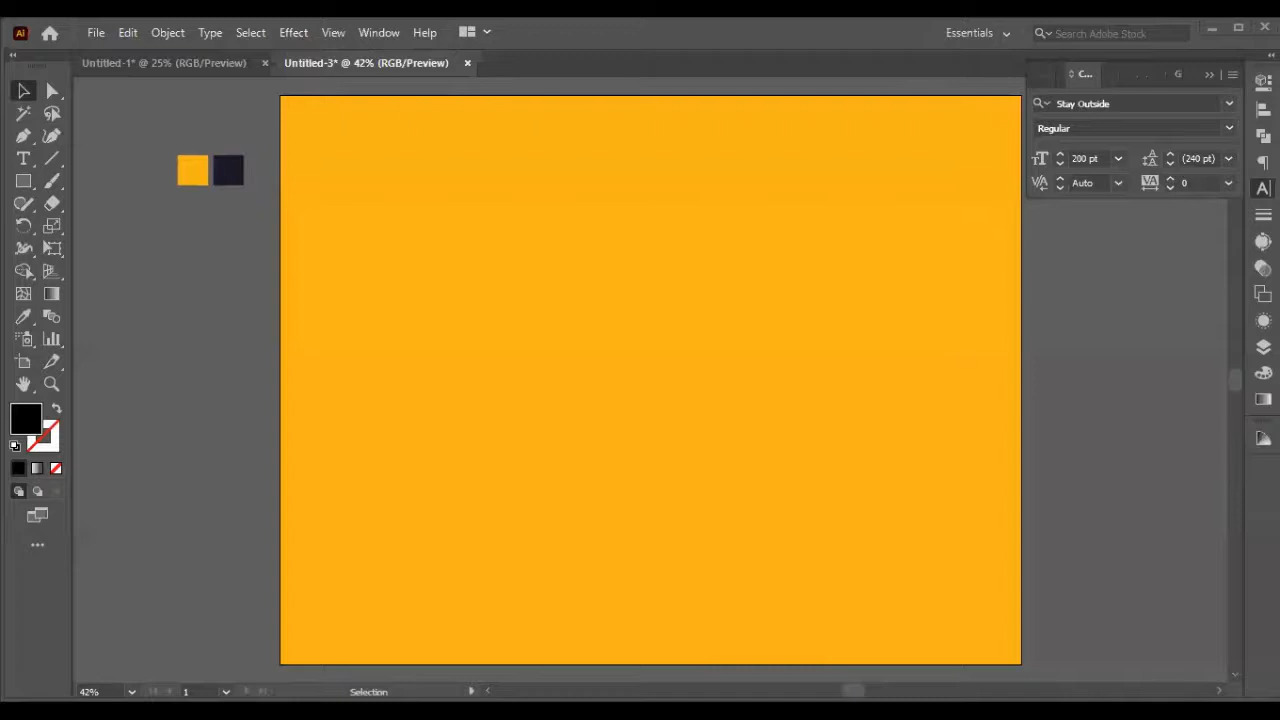 Ai File Edit Object Type Select Effect View Window Help Essentials Search Adobe Stock
Untitled-1* @ 25% (RGB/Preview) × Untitled-3* @ 42% (RGB/Preview) ×
C... G
Stay Outside
Regular
200 pt (240 pt)
Auto 0
42% 1 Selection